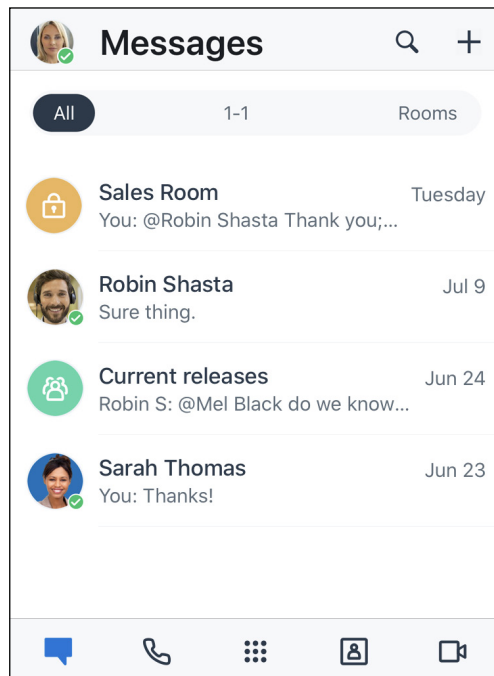 Messages
All 1-1 Rooms
Sales Room Tuesday
You: @Robin Shasta Thank you;...
Robin Shasta Jul 9
Sure thing.
Current releases Jun 24
Robin S: @Mel Black do we know...
Sarah Thomas Jun 23
You: Thanks!